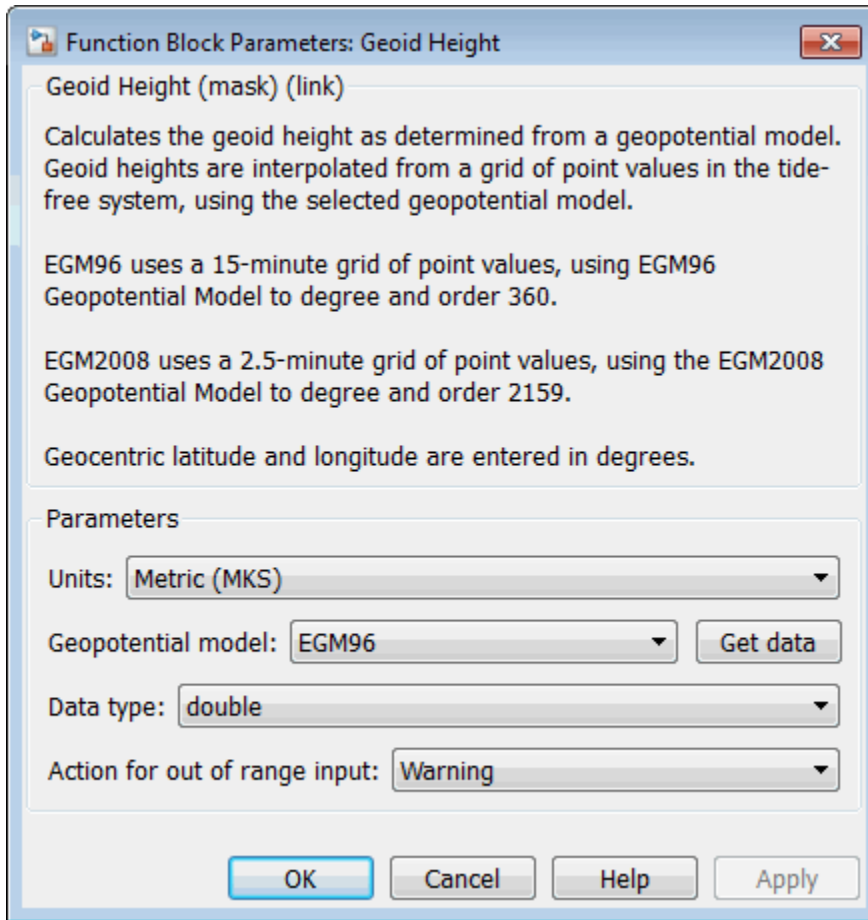 Function Block Parameters: Geoid Height
Geoid Height (mask) (link)
Calculates the geoid height as determined from a geopotential model.
Geoid heights are interpolated from a grid of point values in the tide-
free system, using the selected geopotential model.
EGM96 uses a 15-minute grid of point values, using EGM96
Geopotential Model to degree and order 360.
EGM2008 uses a 2.5-minute grid of point values, using the EGM2008
Geopotential Model to degree and order 2159.
Geocentric latitude and longitude are entered in degrees.
Parameters
Units: Metric (MKS)
Geopotential model: EGM96 Get data
Data type: double
Action for out of range input: Warning
OK Cancel Help Apply